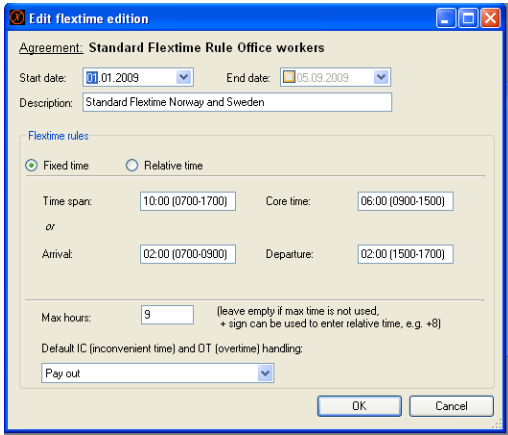 Edit flextime edition
Agreement: Standard Flextime Rule Office workers
Start date: 01.01.2009 End date: 05.09.2009
Description: Standard Flextime Norway and Sweden
Flextime rules
Fixed time Relative time
Time span: 10:00 (0700-1700) Core time: 06:00 (0900-1500)
or
Arrival: 02:00 (0700-0900) Departure: 02:00 (1500-1700)
Max hours: 9 (leave empty if max time is not used,
+ sign can be used to enter relative time, e.g. +8)
Default IC (inconvenient time) and OT (overtime) handling:
Pay out
OK Cancel